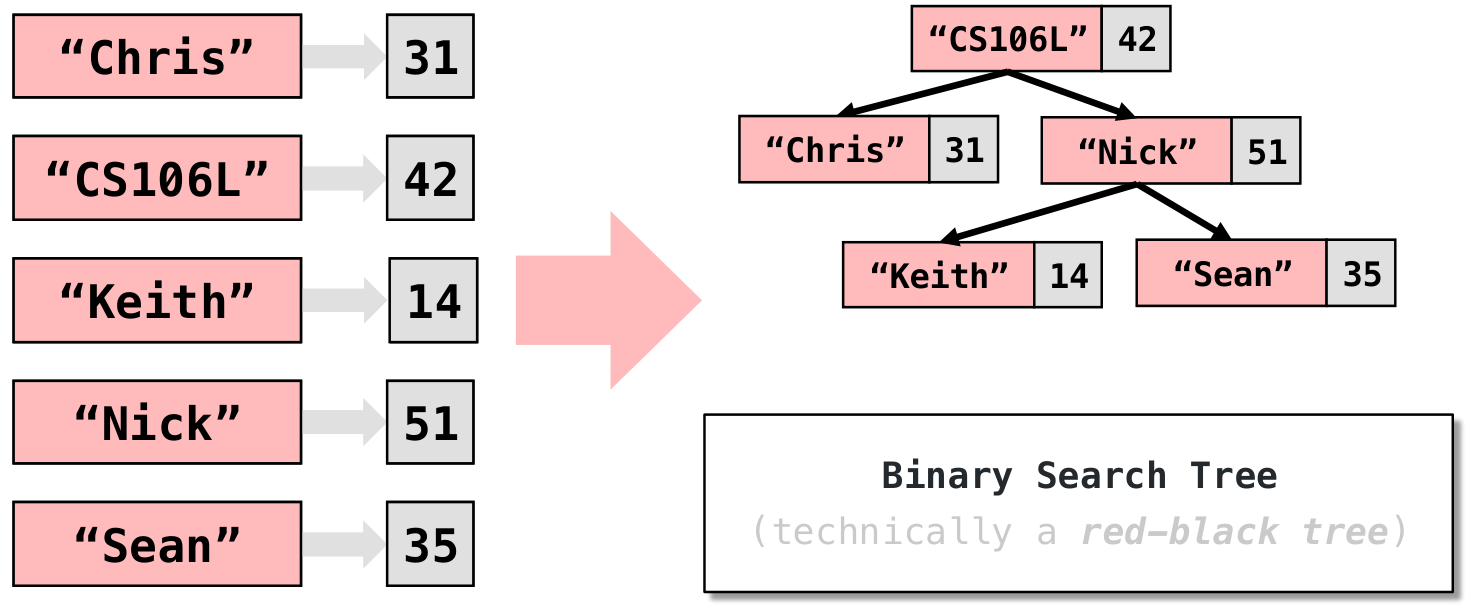 “Chris” 31
“CS106L” 42
“Keith” 14
“Nick” 51
“Sean” 35
“CS106L” 42
“Chris” 31
“Nick” 51
“Keith” 14
“Sean” 35
Binary Search Tree
(technically a red-black tree)